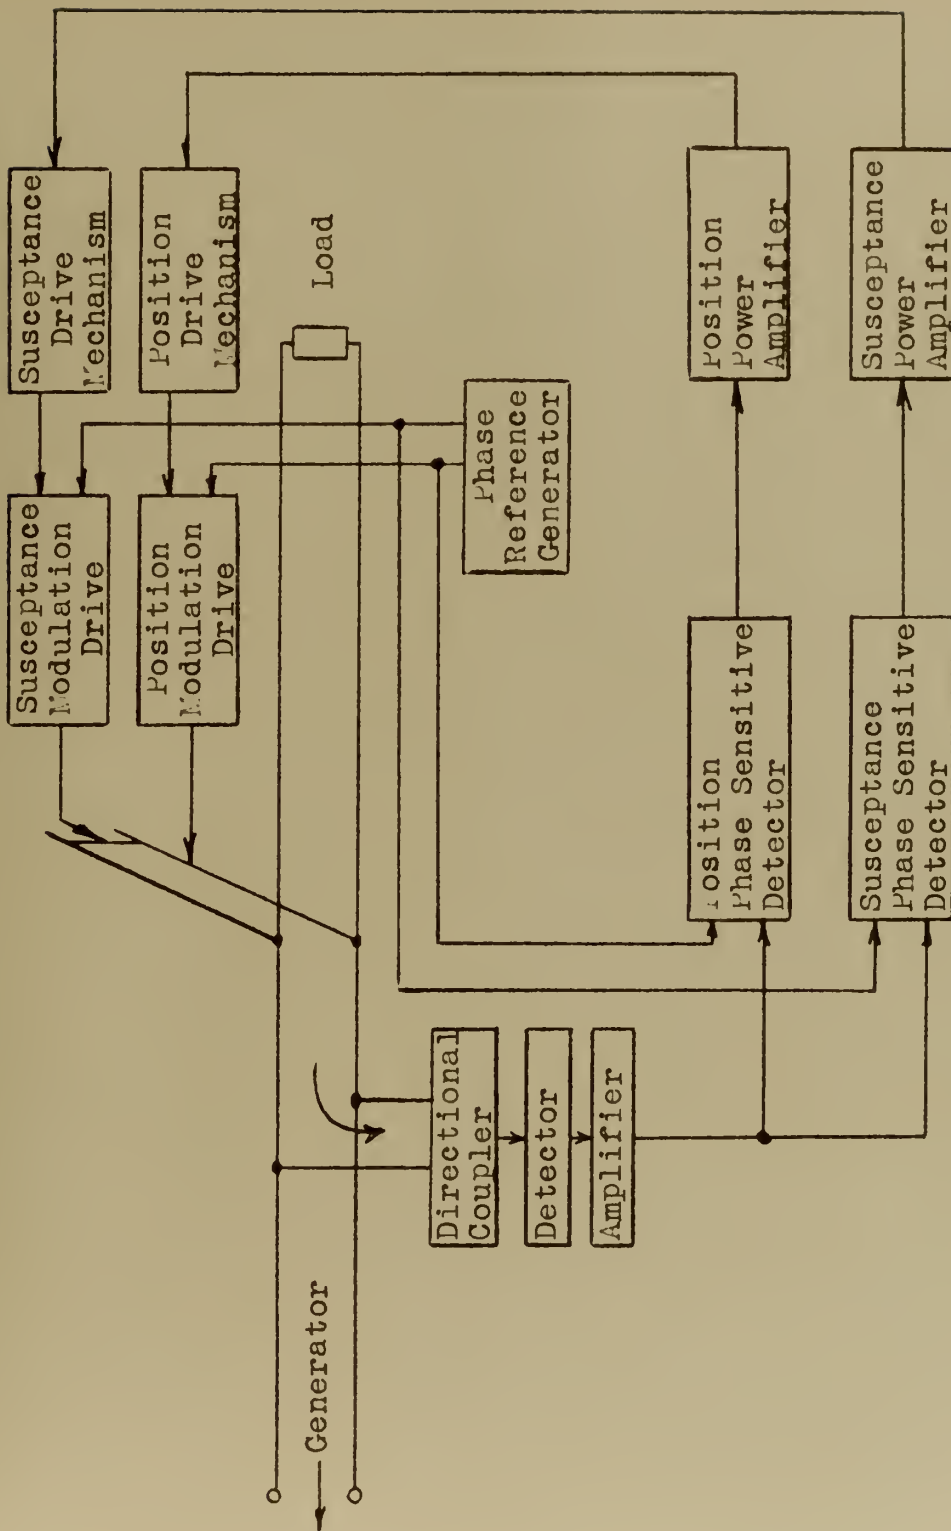 Susceptance
Drive
Mechanism
Position
Drive
Mechanism
Load
Susceptance
Modulation
Drive
Position
Modulation
Drive
Phase
Reference
Generator
Position
Power
Amplifier
Susceptance
Power
Amplifier
Position
Phase Sensitive
Detector
Susceptance
Phase Sensitive
Detector
Directional
Coupler
Detector
Amplifier
Generator